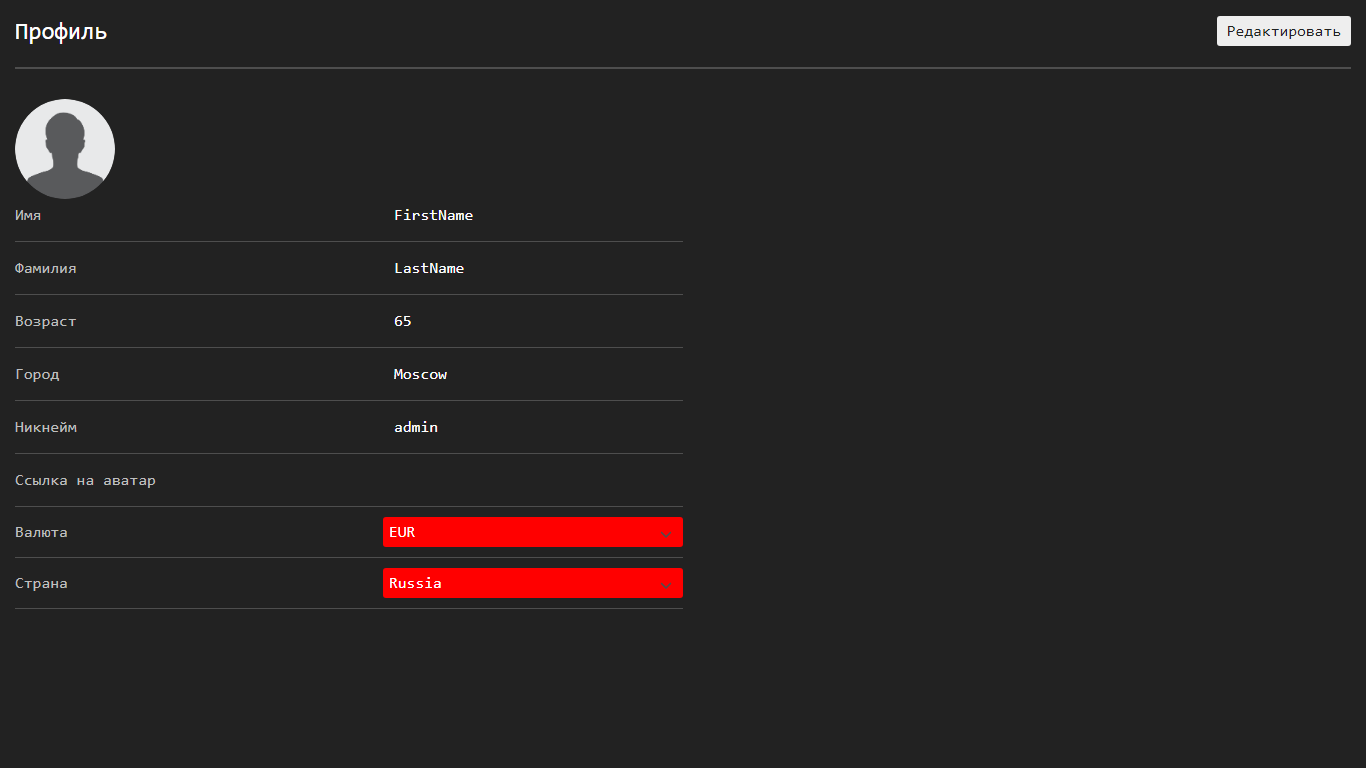 Профиль
Редактировать
Имя FirstName
Фамилия LastName
Возраст 65
Город Moscow
Никнейм admin
Ссылка на аватар
Валюта EUR
Страна Russia